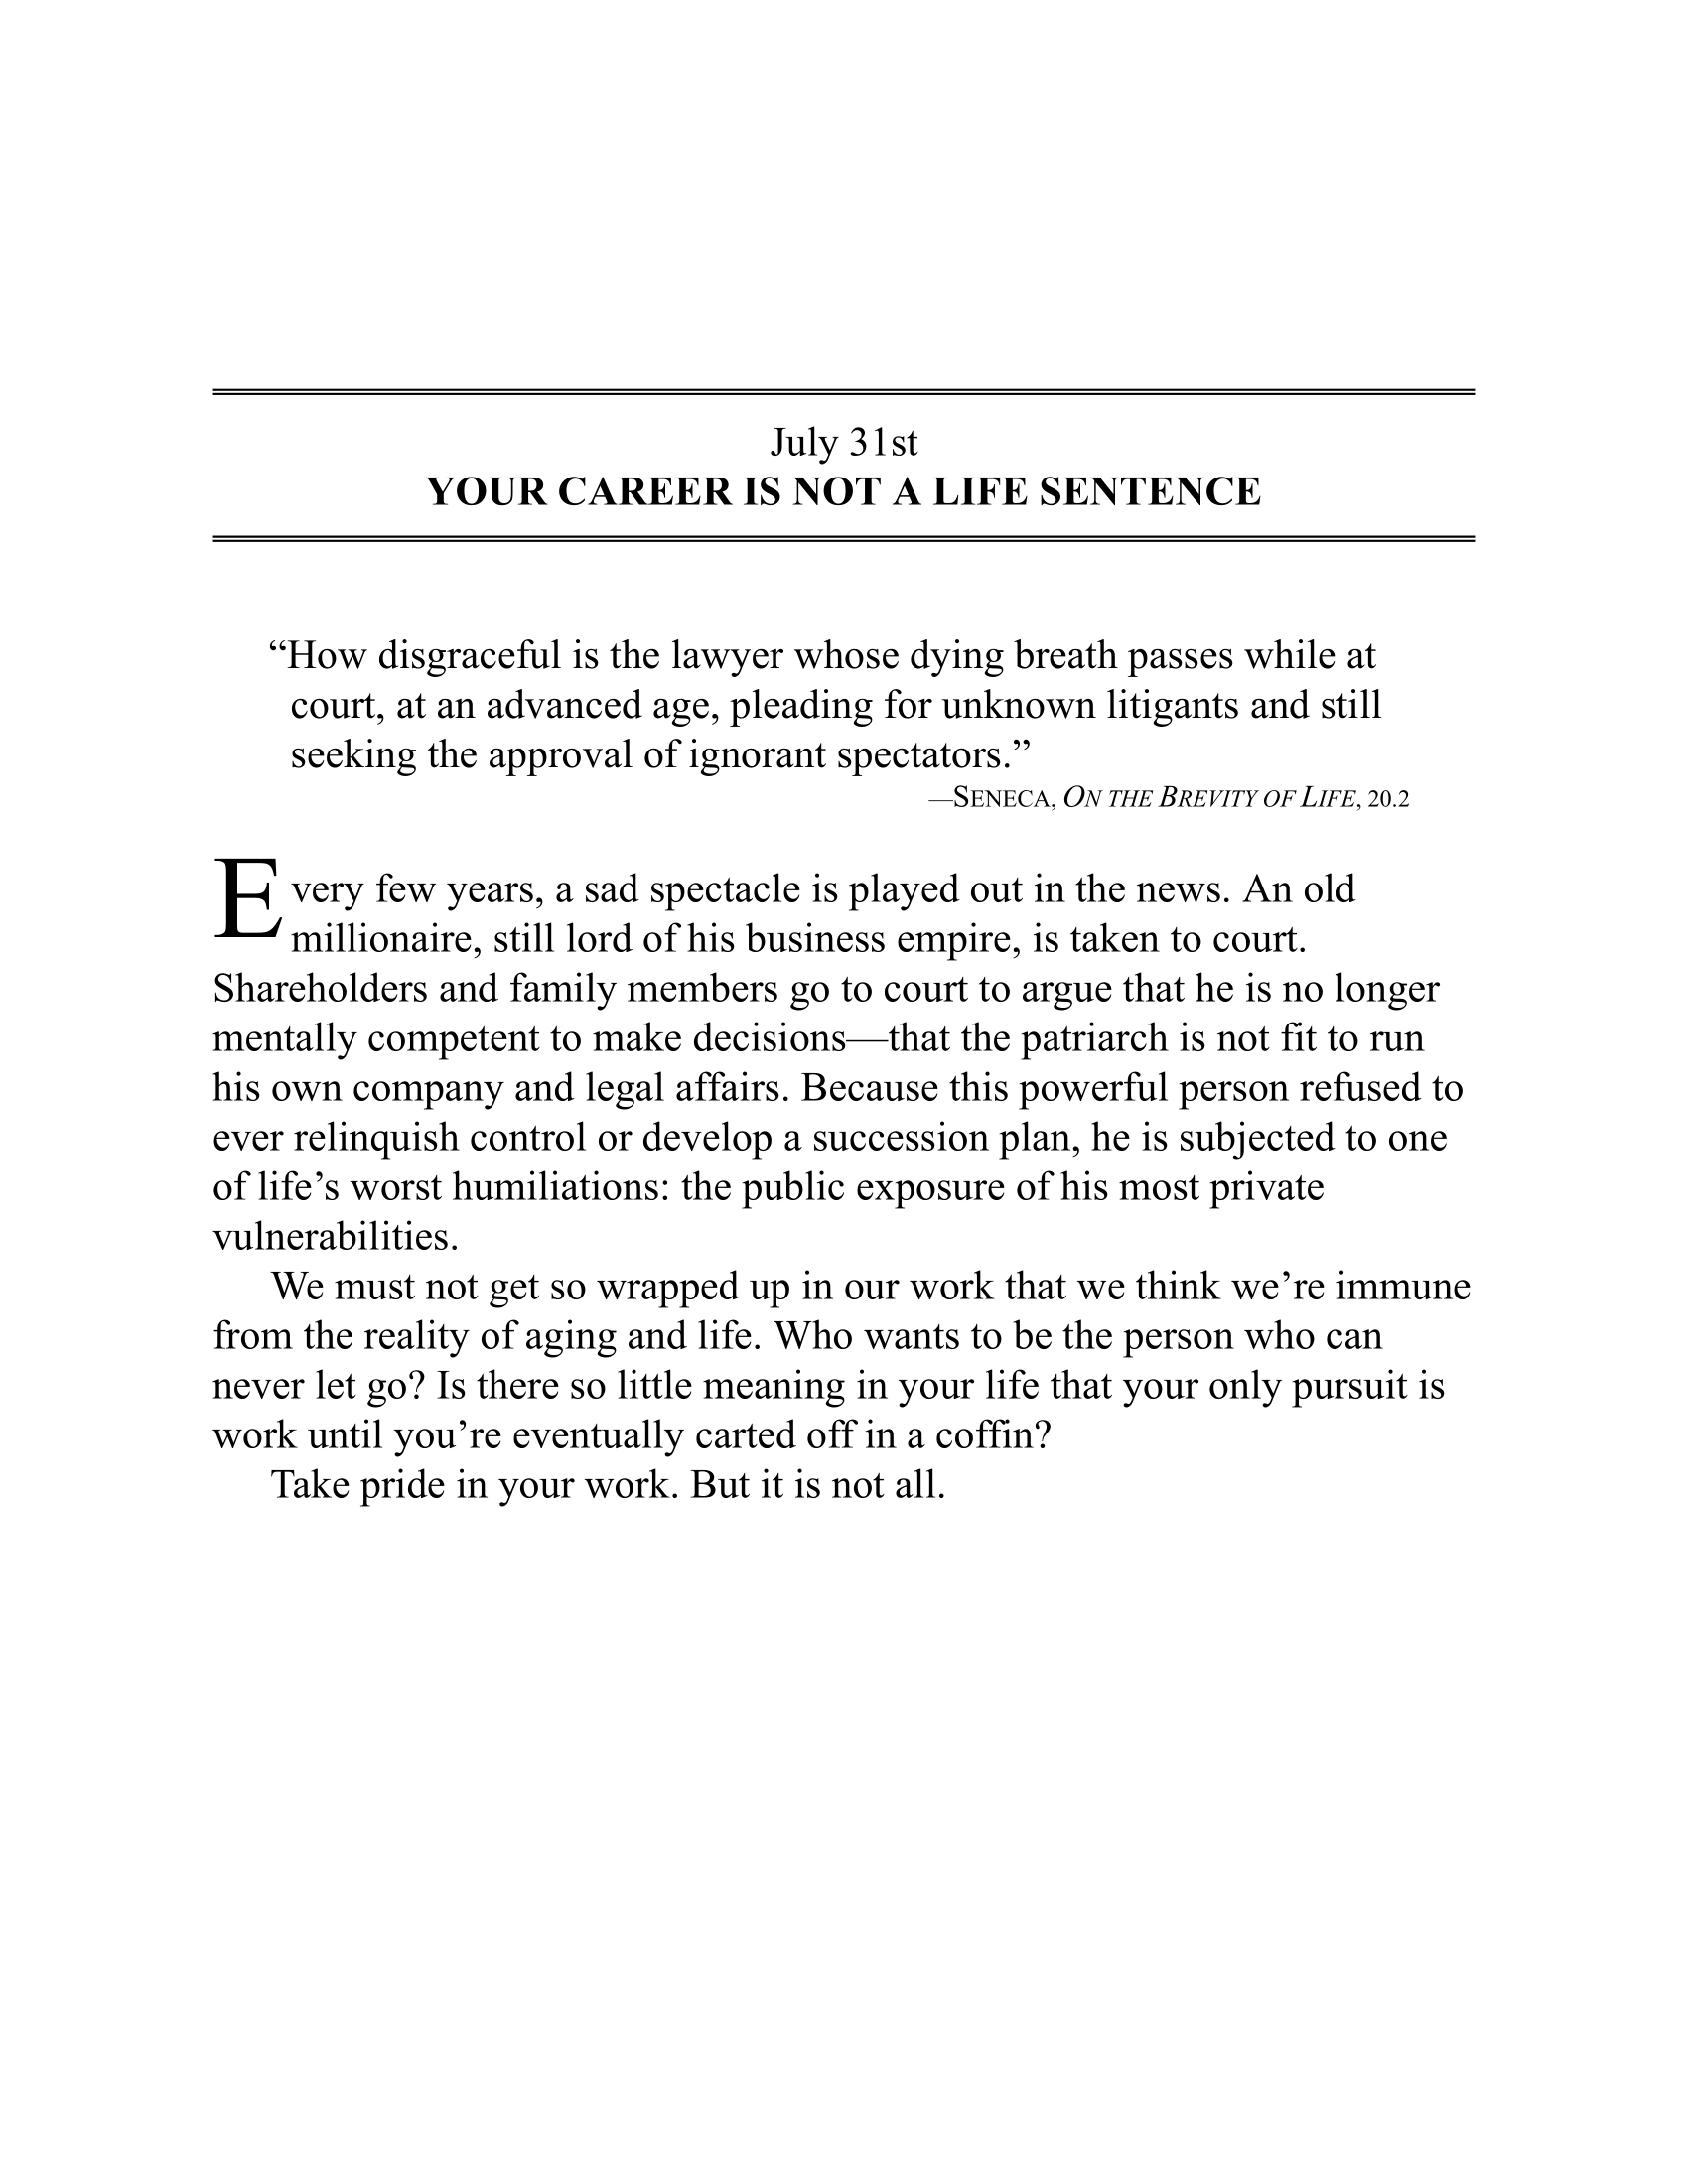 July 31st
YOUR CAREER IS NOT A LIFE SENTENCE
“How disgraceful is the lawyer whose dying breath passes while at
court, at an advanced age, pleading for unknown litigants and still
seeking the approval of ignorant spectators.”
—SENECA, ON THE BREVITY OF LIFE, 20.2
Every few years, a sad spectacle is played out in the news. An old
millionaire, still lord of his business empire, is taken to court.
Shareholders and family members go to court to argue that he is no longer
mentally competent to make decisions—that the patriarch is not fit to run
his own company and legal affairs. Because this powerful person refused to
ever relinquish control or develop a succession plan, he is subjected to one
of life’s worst humiliations: the public exposure of his most private
vulnerabilities.
We must not get so wrapped up in our work that we think we’re immune
from the reality of aging and life. Who wants to be the person who can
never let go? Is there so little meaning in your life that your only pursuit is
work until you’re eventually carted off in a coffin?
Take pride in your work. But it is not all.